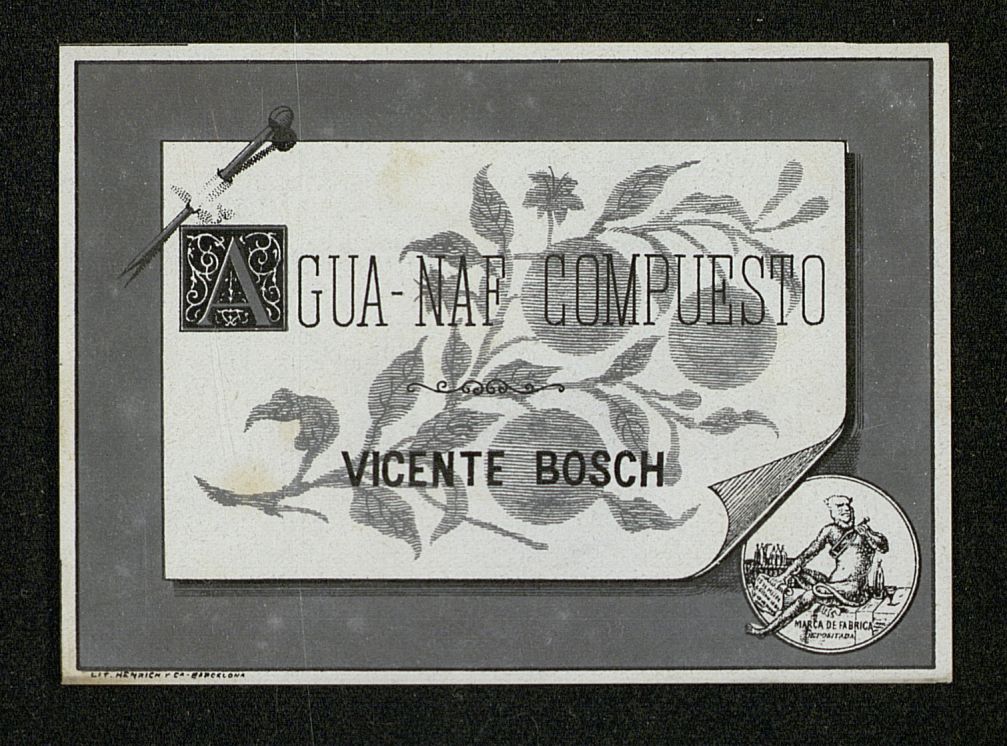 AGUA-NAF COMPUESTO
VICENTE BOSCH
MARCA DE FABRICA
DEPOSITADA
LIT. HENRICH Y Cª-BARCELONA